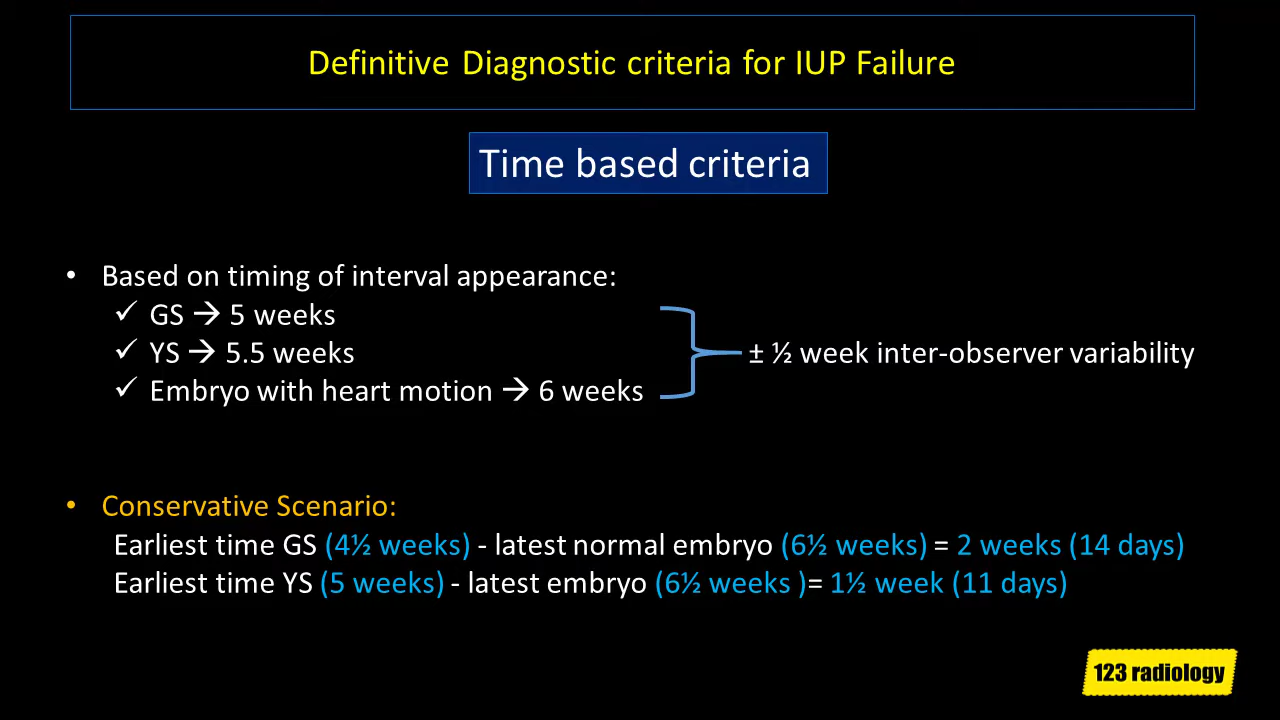 Definitive Diagnostic criteria for IUP Failure
Time based criteria
• Based on timing of interval appearance:
✓ GS → 5 weeks
✓ YS → 5.5 weeks
✓ Embryo with heart motion → 6 weeks
± ½ week inter-observer variability
• Conservative Scenario:
Earliest time GS (4½ weeks) - latest normal embryo (6½ weeks) = 2 weeks (14 days)
Earliest time YS (5 weeks) - latest embryo (6½ weeks )= 1½ week (11 days)
123 radiology